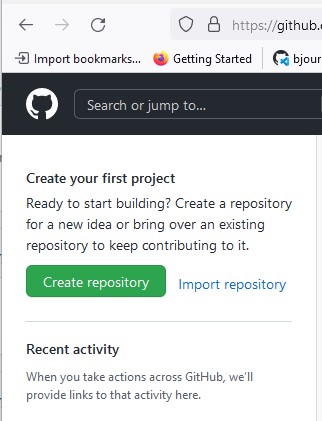 https://github.
Import bookmarks... Getting Started bjour
Search or jump to...
Create your first project
Ready to start building? Create a repository
for a new idea or bring over an existing
repository to keep contributing to it.
Create repository Import repository
Recent activity
When you take actions across GitHub, we'll
provide links to that activity here.